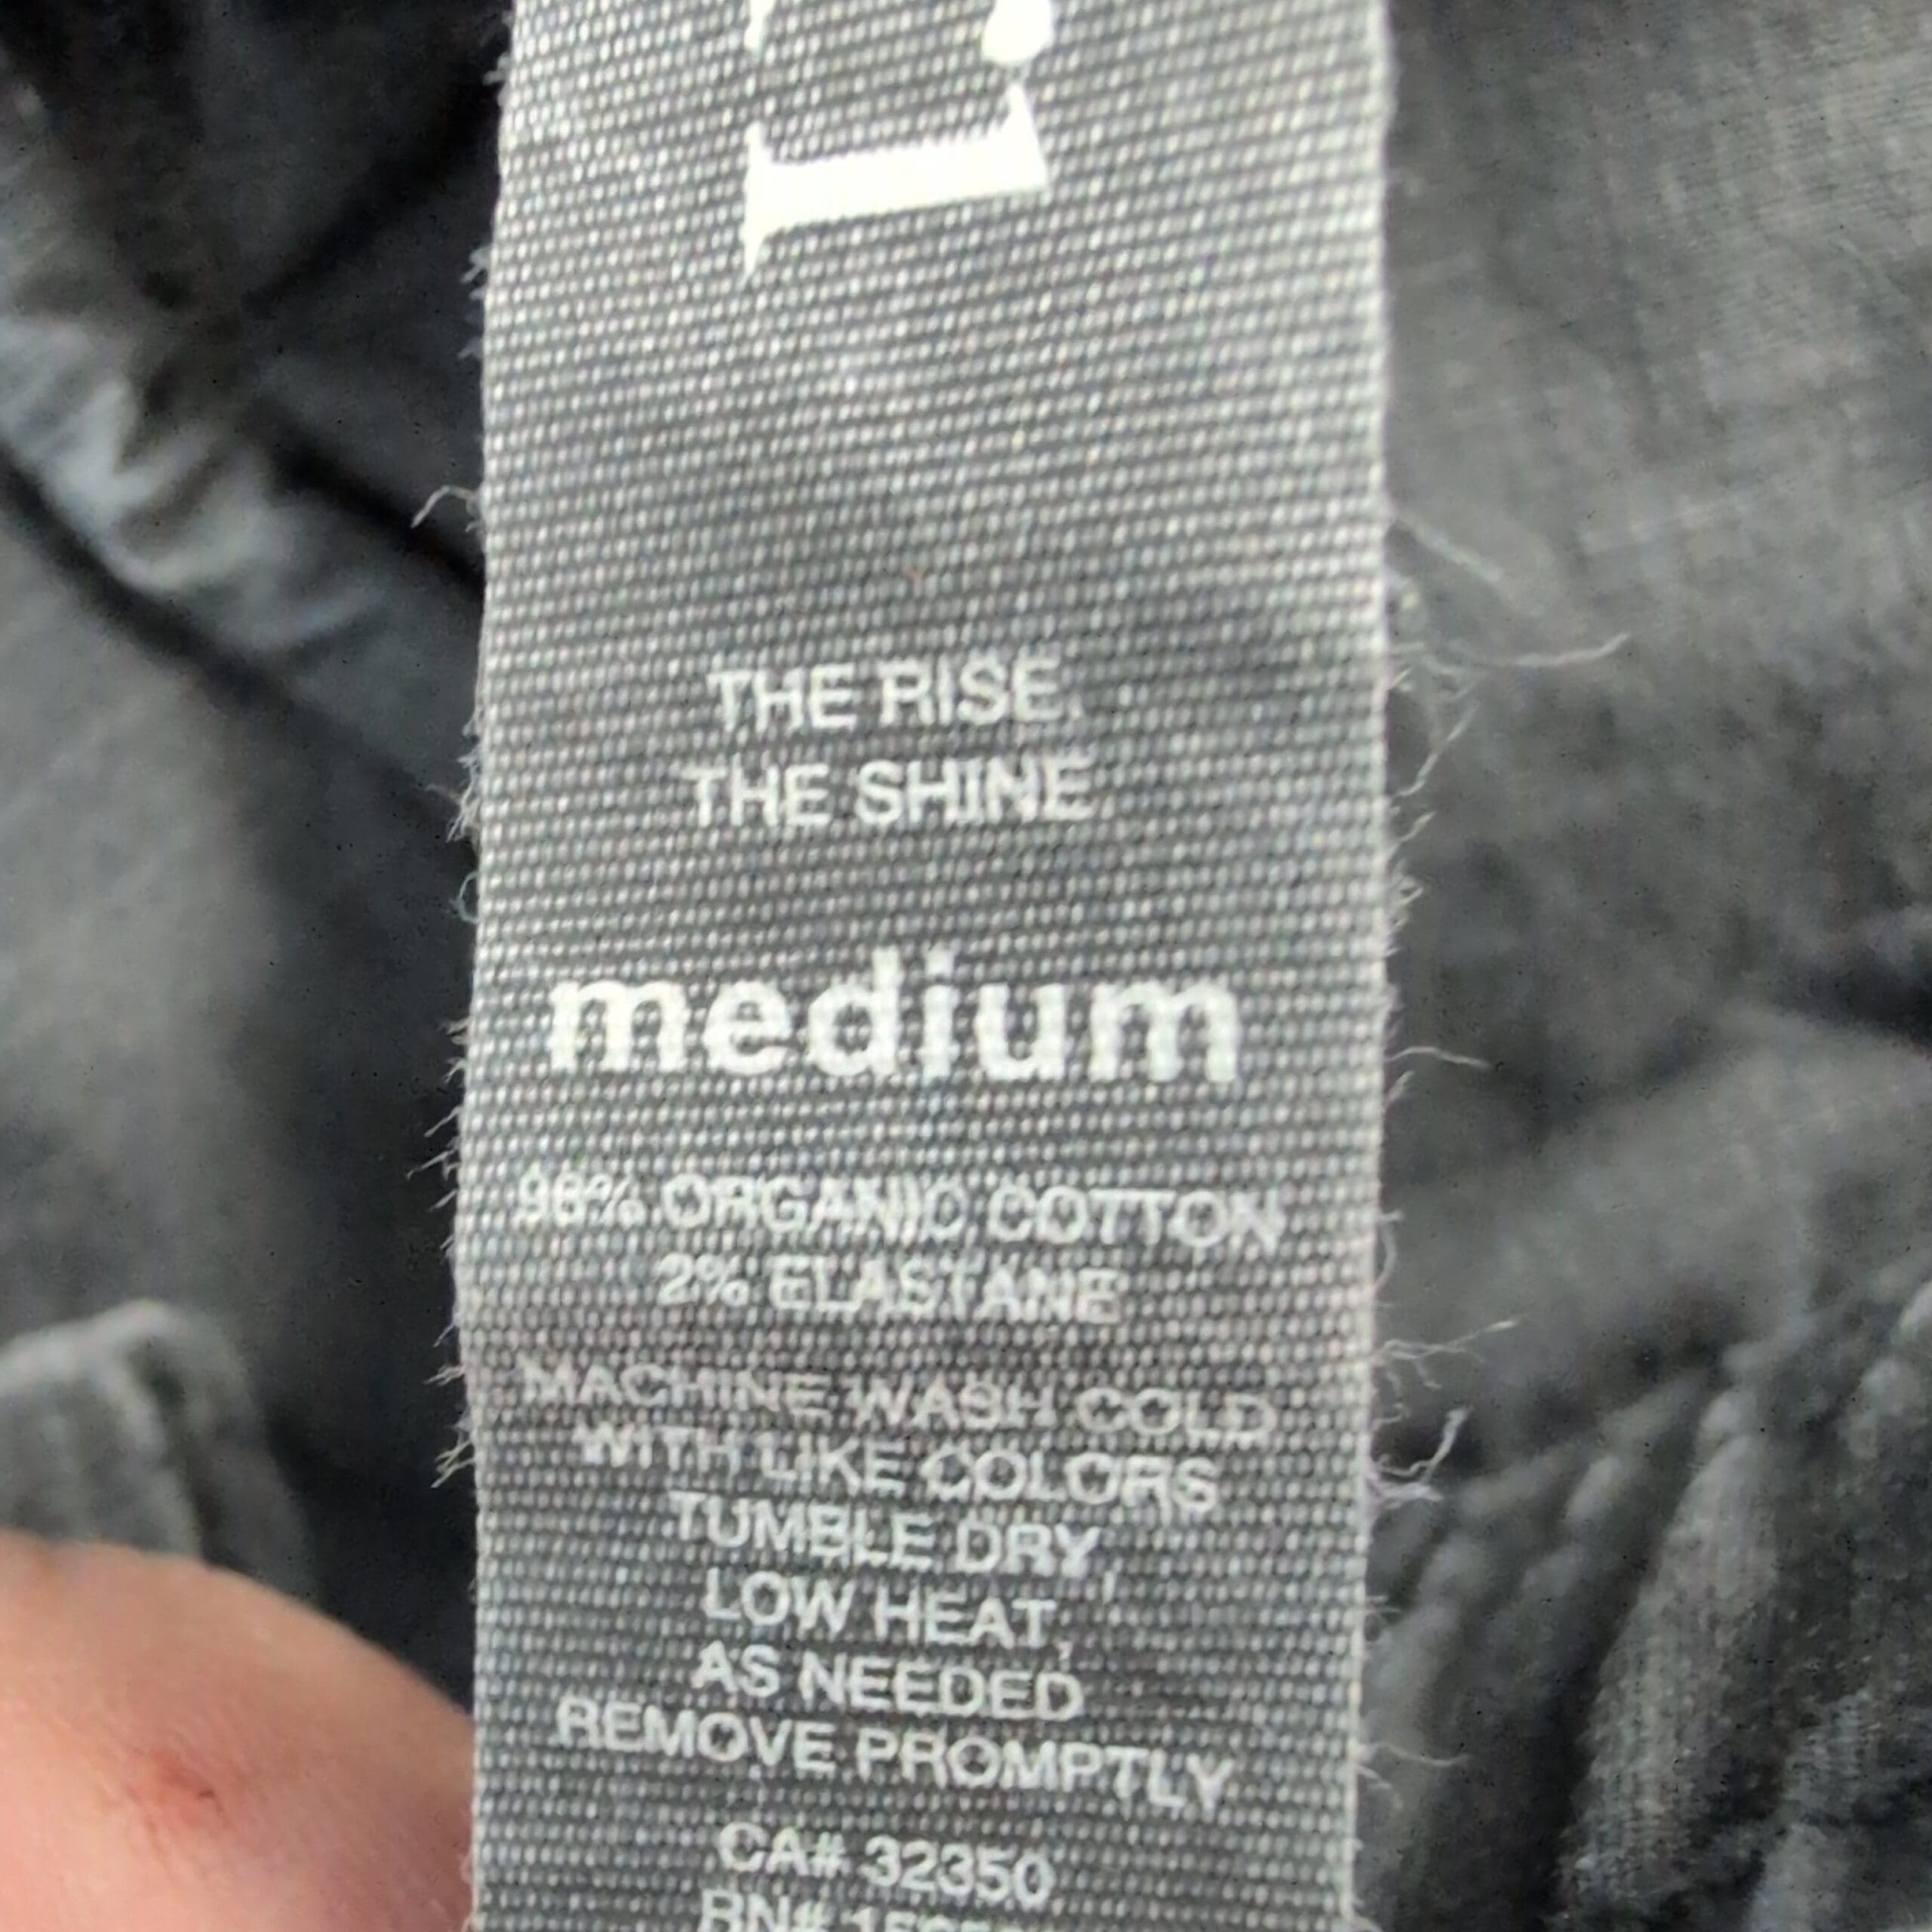 THE RISE.
THE SHINE.
medium
98% ORGANIC COTTON
2% ELASTANE
MACHINE WASH COLD
WITH LIKE COLORS
TUMBLE DRY,
LOW HEAT,
AS NEEDED
REMOVE PROMPTLY
CA# 32350
RN#